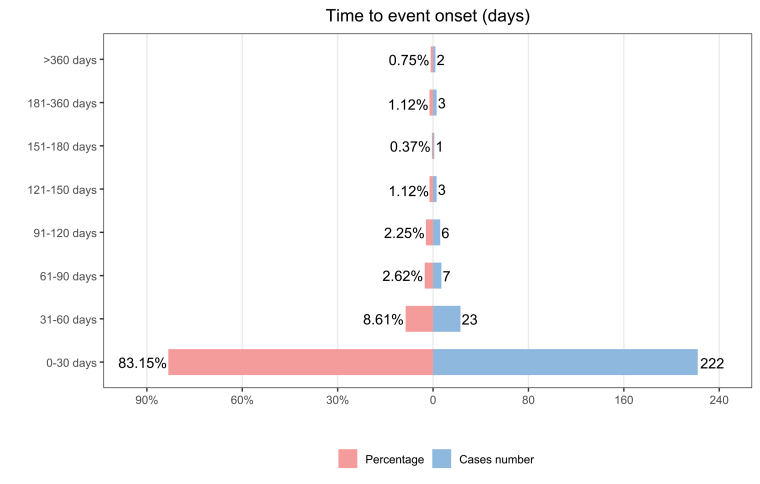 Time to event onset (days)
>360 days 0.75% 2
181-360 days 1.12% 3
151-180 days 0.37% 1
121-150 days 1.12% 3
91-120 days 2.25% 6
61-90 days 2.62% 7
31-60 days 8.61% 23
0-30 days 83.15% 222
90% 60% 30% 0 80 160 240
Percentage Cases number